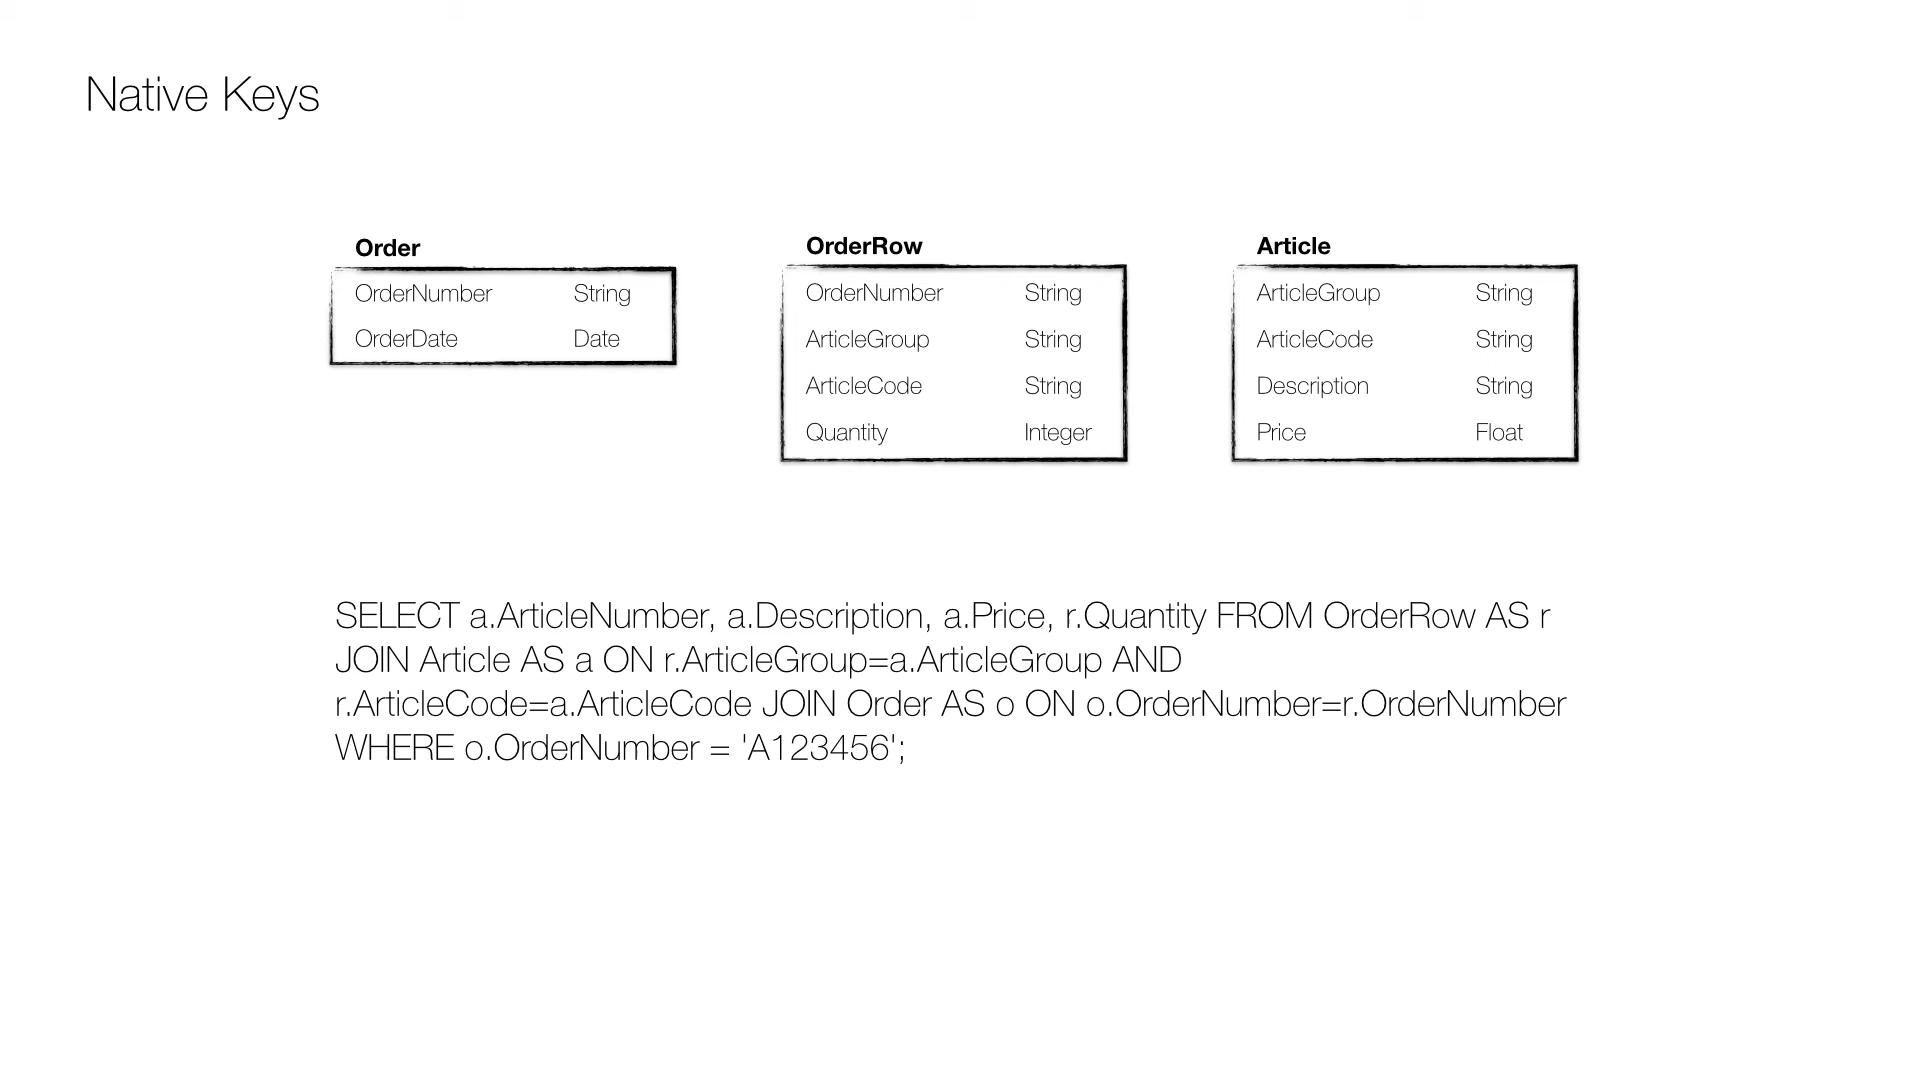 Native Keys
Order
OrderNumber String
OrderDate Date
OrderRow
OrderNumber String
ArticleGroup String
ArticleCode String
Quantity Integer
Article
ArticleGroup String
ArticleCode String
Description String
Price Float
SELECT a.ArticleNumber, a.Description, a.Price, r.Quantity FROM OrderRow AS r
JOIN Article AS a ON r.ArticleGroup=a.ArticleGroup AND
r.ArticleCode=a.ArticleCode JOIN Order AS o ON o.OrderNumber=r.OrderNumber
WHERE o.OrderNumber = 'A123456';